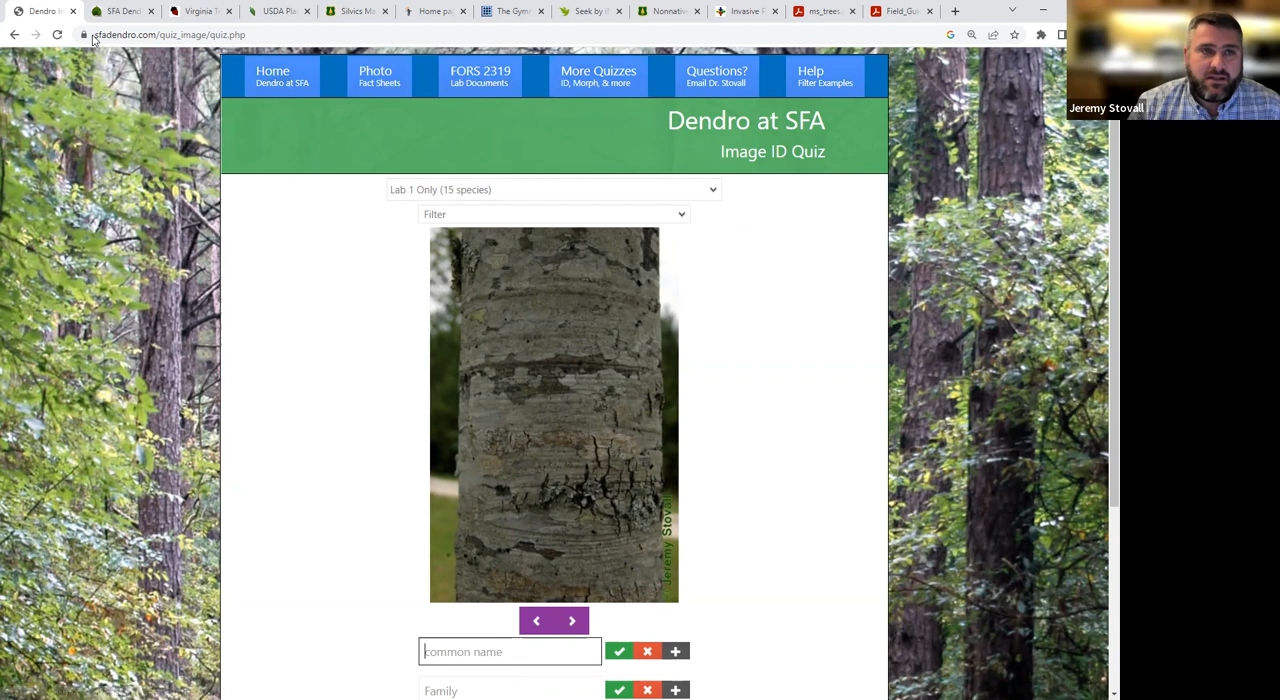 Dendro In
SFA Dend
Virginia T
USDA Pla
Silvics Ma
Home pa
The Gym
Seek by i
Nonnativ
Invasive P
ms_trees.
Field_Gui
sfadendro.com/quiz_image/quiz.php
Jeremy Stovall
Home
Dendro at SFA
Photo
Fact Sheets
FORS 2319
Lab Documents
More Quizzes
ID, Morph, & more
Questions?
Email Dr. Stovall
Help
Filter Examples
Dendro at SFA
Image ID Quiz
Lab 1 Only (15 species)
Filter
Jeremy Stovall
common name
Family